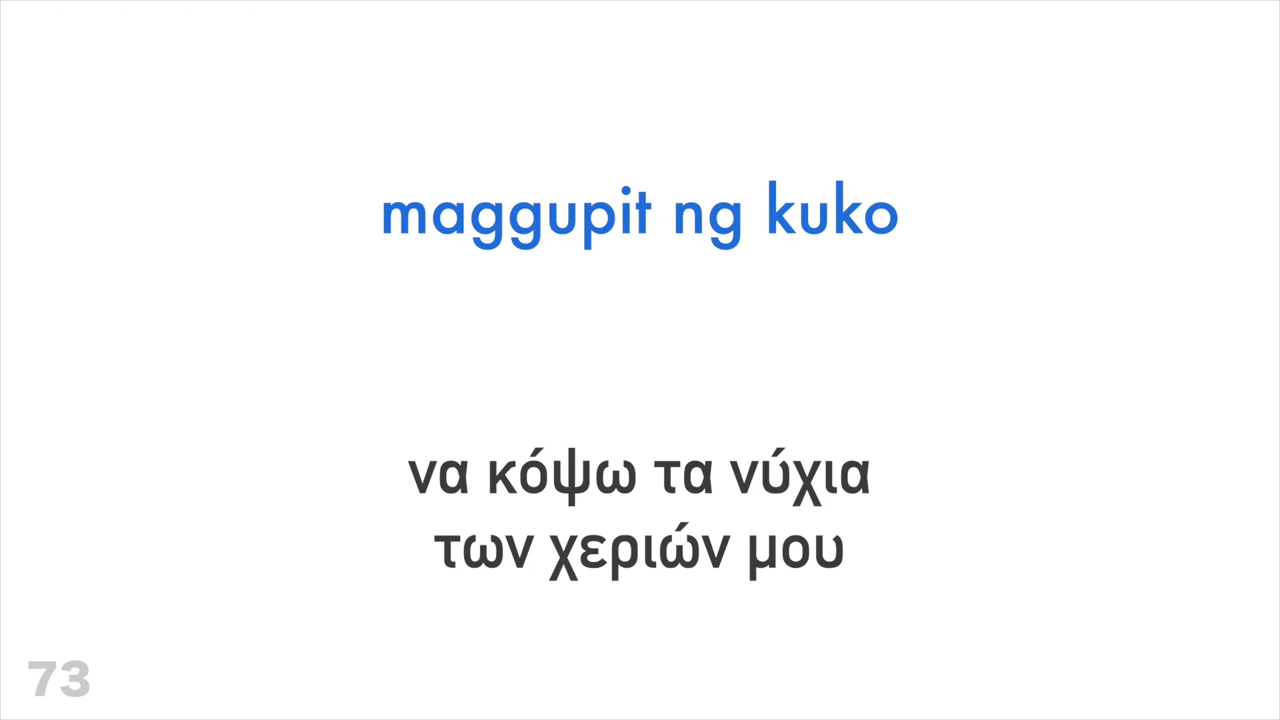 maggupit ng kuko
να κόψω τα νύχια
των χεριών μου
73